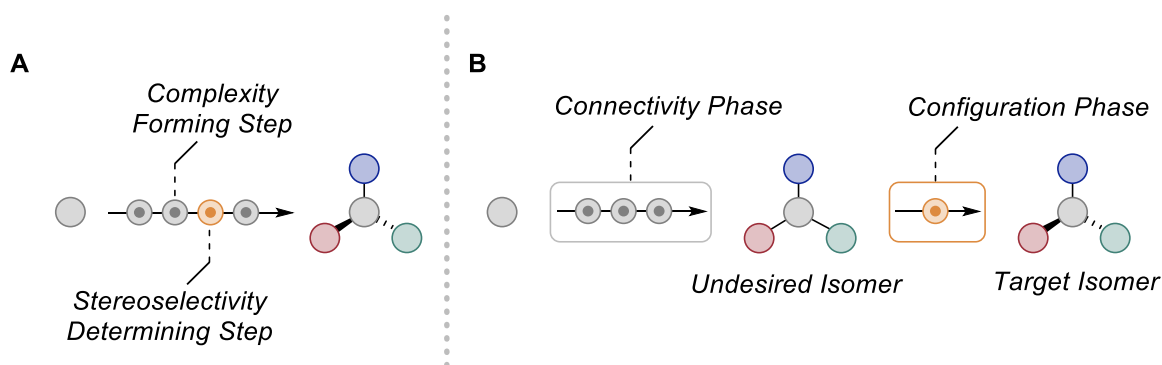 A
Complexity
Forming Step
Stereoselectivity
Determining Step
B
Connectivity Phase
Configuration Phase
Undesired Isomer
Target Isomer